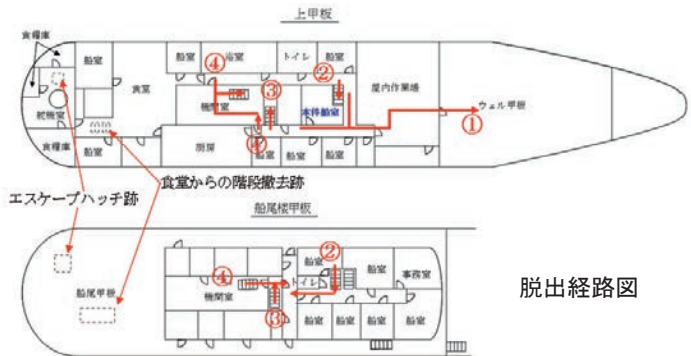 上甲板
食糧庫
船室
船室
浴室
トイレ
船室
④
②
③
食堂
機関室
本件船室
屋内作業場
ウェル甲板
①
舵機室
食糧庫
船室
厨房
船室
船室
船室
エスケープハッチ跡
食堂からの階段撤去跡
船尾楼甲板
②
船室
船室
事務室
④
トイレ
船尾甲板
機関室
③
船室
船室
船室
船室
脱出経路図